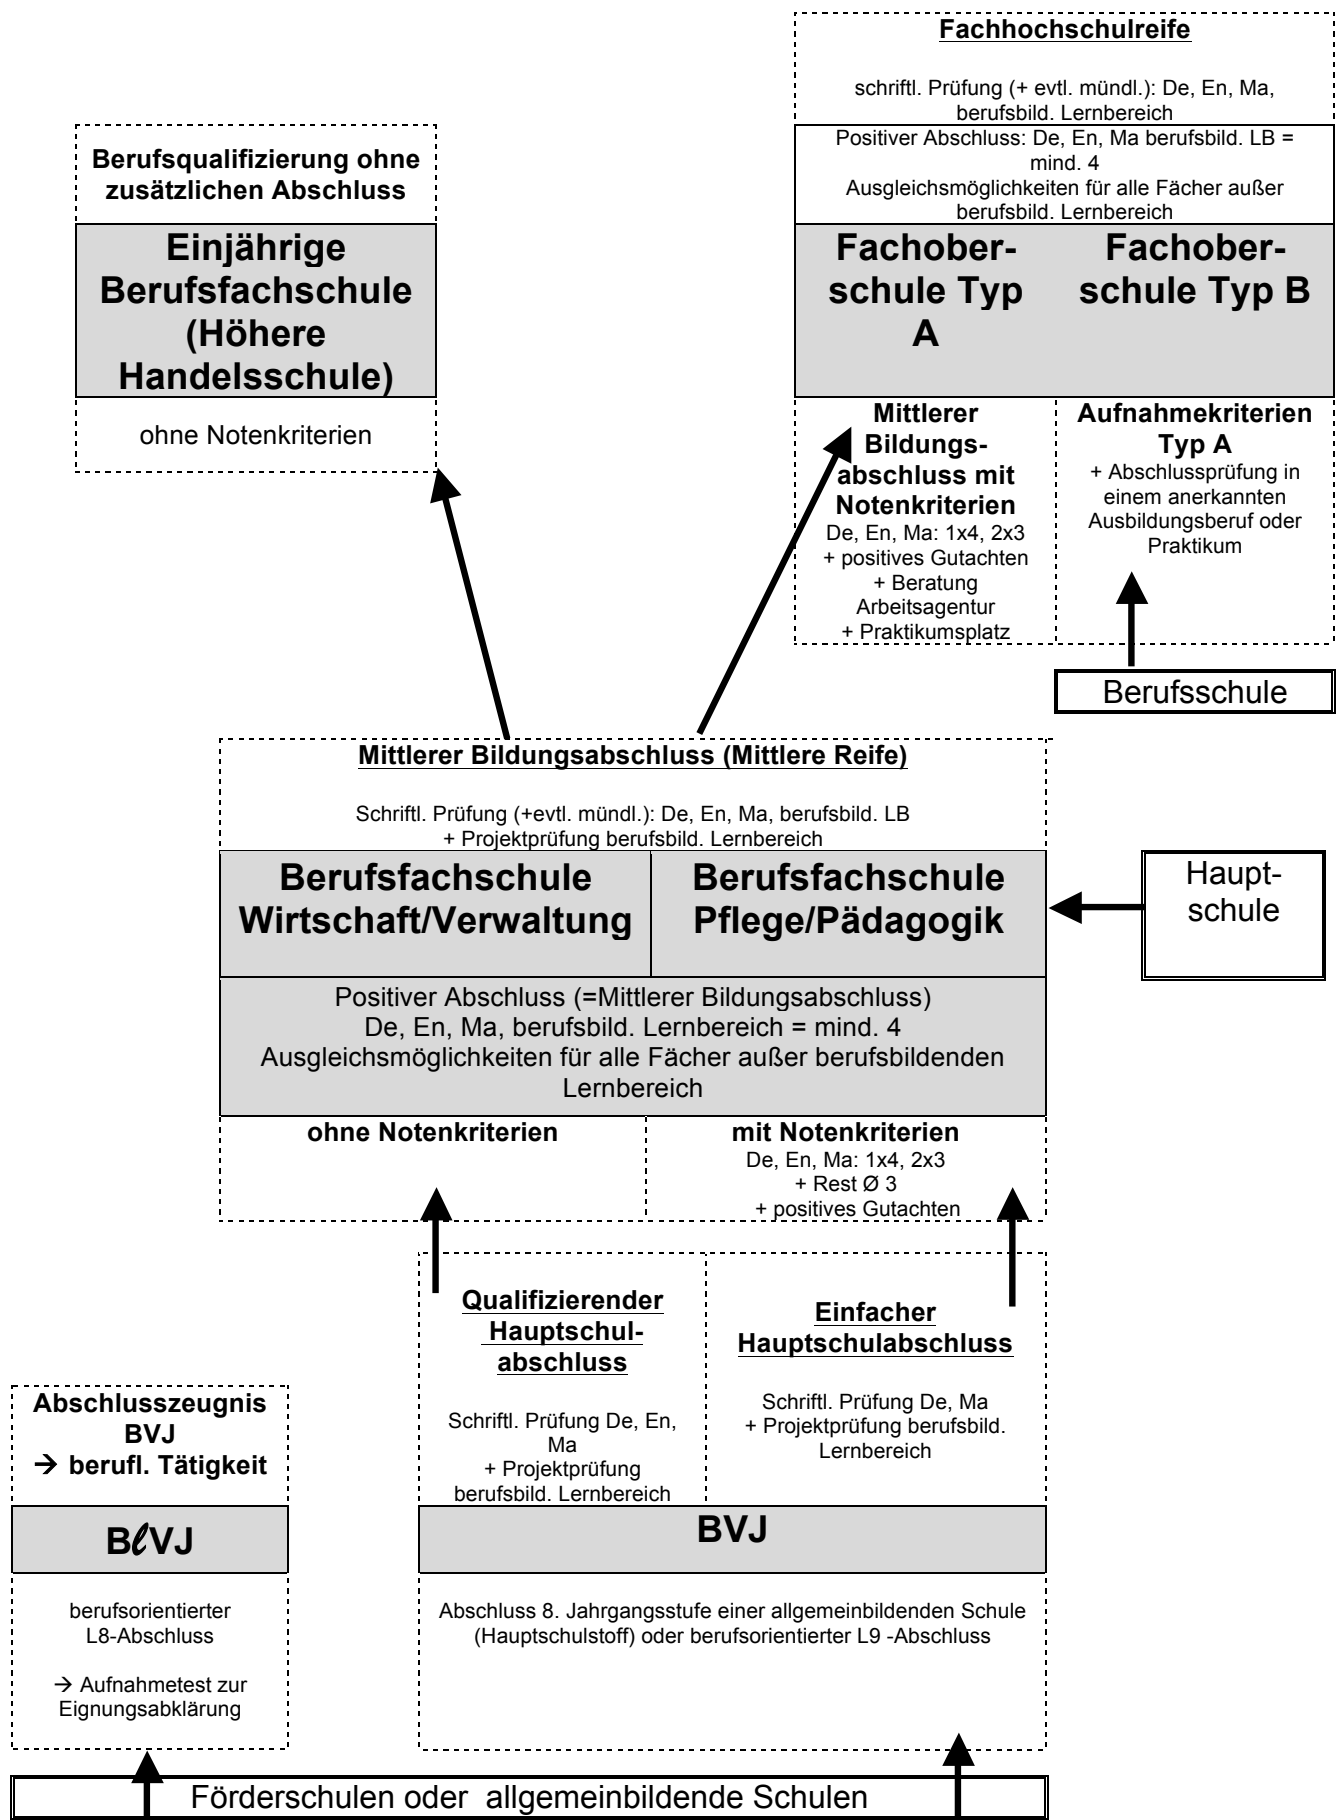 Fachhochschulreife
schriftl. Prüfung (+ evtl. mündl.): De, En, Ma,
berufsbild. Lernbereich
Positiver Abschluss: De, En, Ma berufsbild. LB =
mind. 4
Ausgleichsmöglichkeiten für alle Fächer außer
berufsbild. Lernbereich
Fachober-
schule Typ
A
Fachober-
schule Typ B
Mittlerer
Bildungs-
abschluss mit
Notenkriterien
De, En, Ma: 1x4, 2x3
+ positives Gutachten
+ Beratung
Arbeitsagentur
+ Praktikumsplatz
Aufnahmekriterien
Typ A
+ Abschlussprüfung in
einem anerkannten
Ausbildungsberuf oder
Praktikum
Berufsschule
Berufsqualifizierung ohne
zusätzlichen Abschluss
Einjährige
Berufsfachschule
(Höhere
Handelsschule)
ohne Notenkriterien
Mittlerer Bildungsabschluss (Mittlere Reife)
Schriftl. Prüfung (+evtl. mündl.): De, En, Ma, berufsbild. LB
+ Projektprüfung berufsbild. Lernbereich
Berufsfachschule
Wirtschaft/Verwaltung
Berufsfachschule
Pflege/Pädagogik
Haupt-
schule
Positiver Abschluss (=Mittlerer Bildungsabschluss)
De, En, Ma, berufsbild. Lernbereich = mind. 4
Ausgleichsmöglichkeiten für alle Fächer außer berufsbildenden
Lernbereich
ohne Notenkriterien
mit Notenkriterien
De, En, Ma: 1x4, 2x3
+ Rest Ø 3
+ positives Gutachten
Qualifizierender
Hauptschul-
abschluss
Schriftl. Prüfung De, En,
Ma
+ Projektprüfung
berufsbild. Lernbereich
Einfacher
Hauptschulabschluss
Schriftl. Prüfung De, Ma
+ Projektprüfung berufsbild.
Lernbereich
Abschlusszeugnis
BVJ
→ berufl. Tätigkeit
BℓVJ
berufsorientierter
L8-Abschluss
→ Aufnahmetest zur
Eignungsabklärung
BVJ
Abschluss 8. Jahrgangsstufe einer allgemeinbildenden Schule
(Hauptschulstoff) oder berufsorientierter L9 -Abschluss
Förderschulen oder allgemeinbildende Schulen